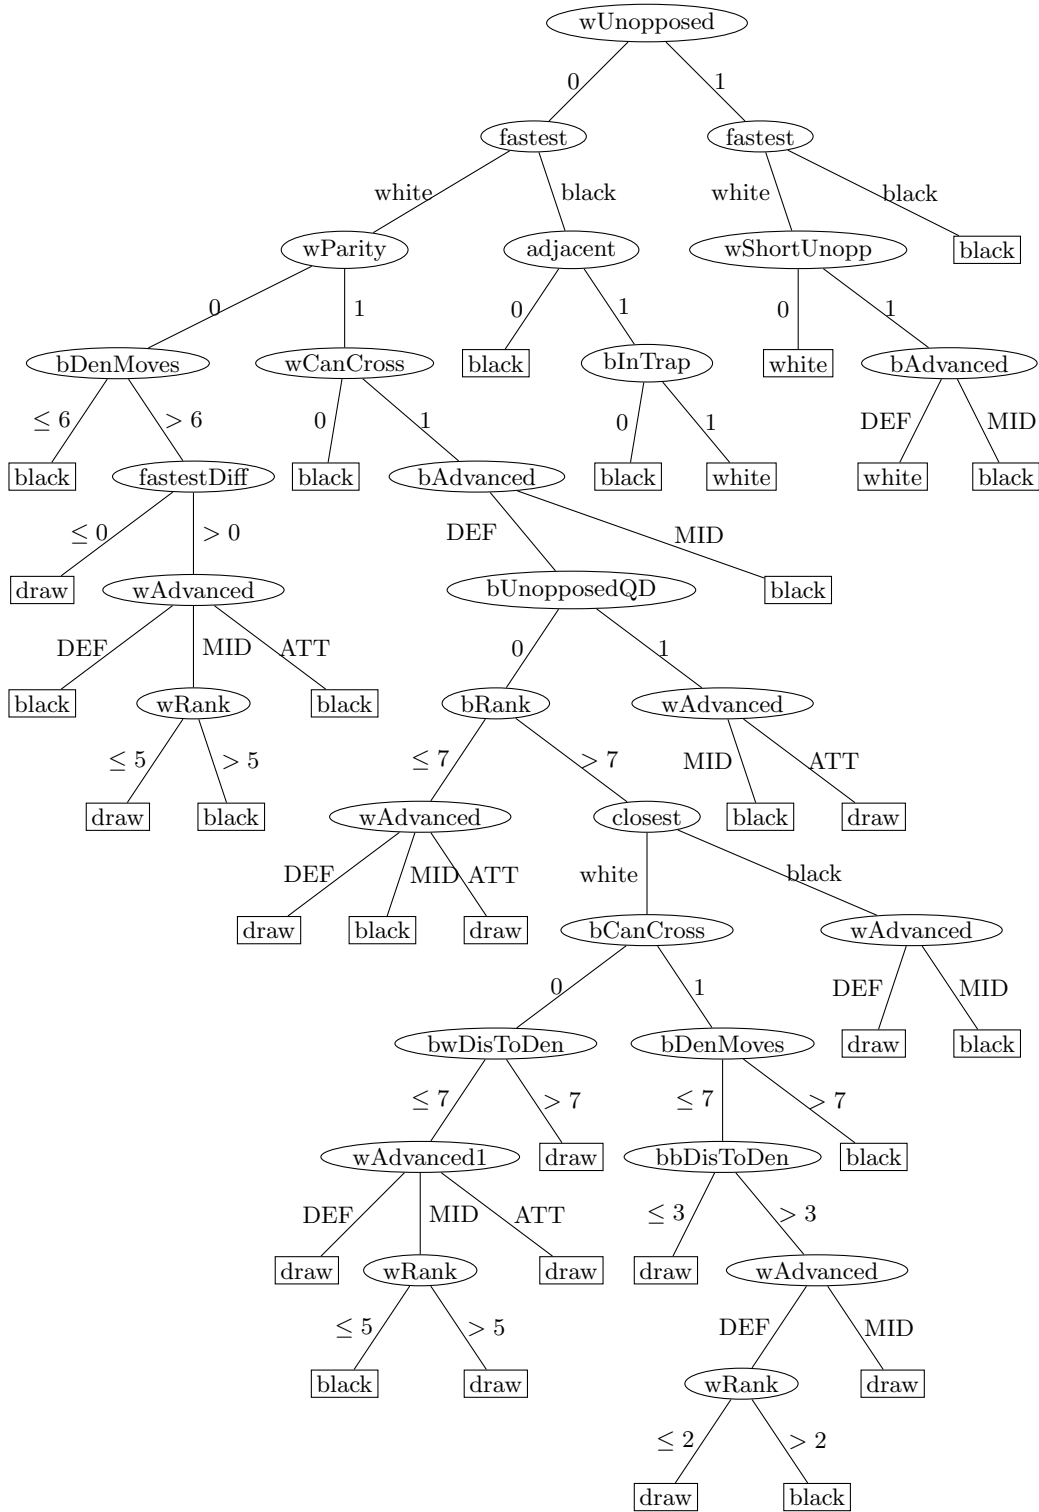 wUnopposed
0 1
fastest fastest
white black white black
wParity adjacent wShortUnopp black
0 1 0 1 0 1
bDenMoves wCanCross black bInTrap white bAdvanced
≤ 6 > 6 0 1 0 1 DEF MID
black fastestDiff black bAdvanced black white white black
≤ 0 > 0 DEF MID
draw wAdvanced bUnopposedQD black
DEF MID ATT 0 1
black wRank black bRank wAdvanced
≤ 5 > 5 ≤ 7 > 7 MID ATT
draw black wAdvanced closest black draw
DEF MID ATT white black
draw black draw bCanCross wAdvanced
0 1 DEF MID
bwDisToDen bDenMoves draw black
≤ 7 > 7 ≤ 7 > 7
wAdvanced1 draw bbDisToDen black
DEF MID ATT ≤ 3 > 3
draw wRank draw draw wAdvanced
≤ 5 > 5 DEF MID
black draw wRank draw
≤ 2 > 2
draw black